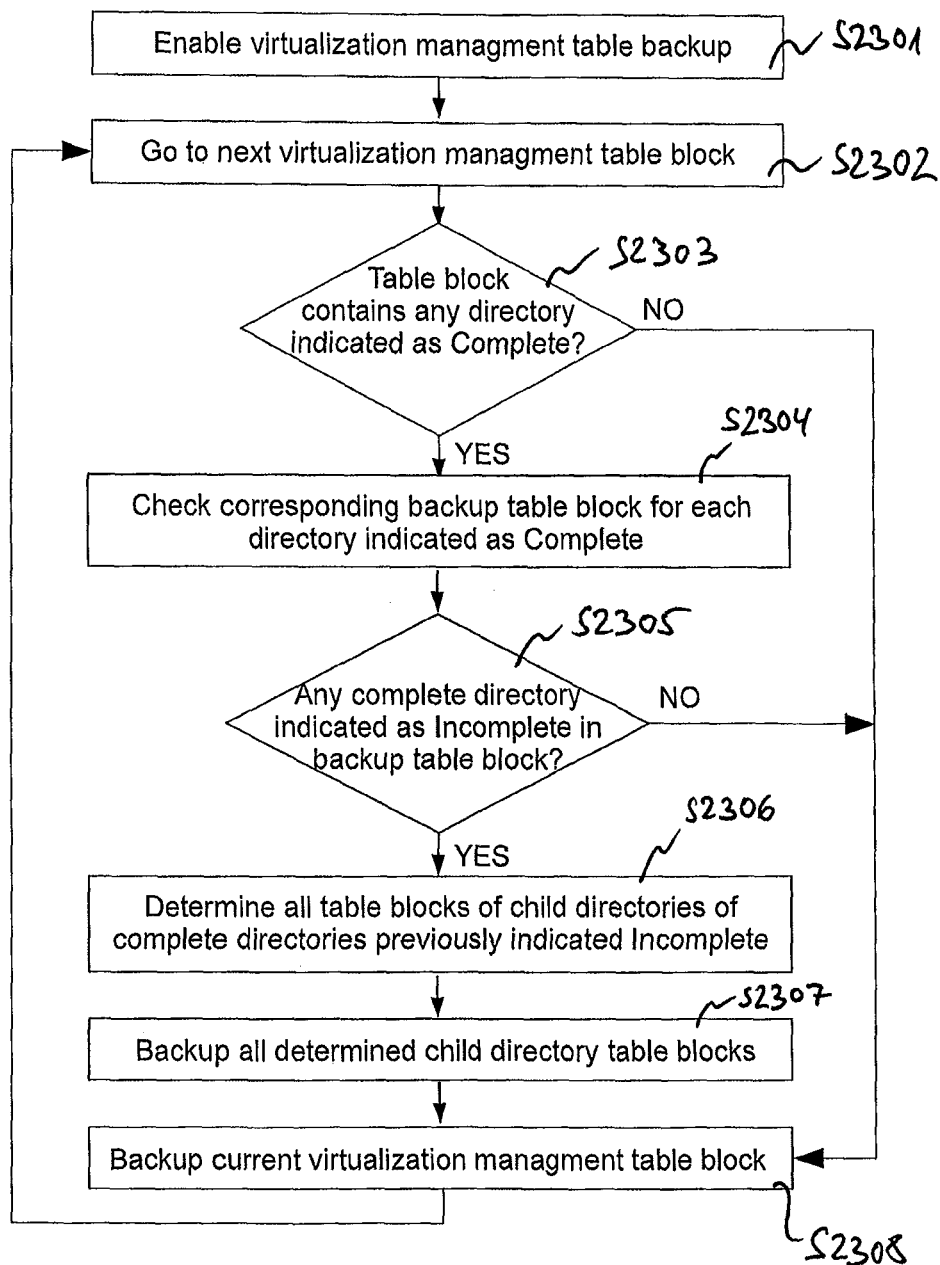 Enable virtualization managment table backup
S2301
Go to next virtualization managment table block
S2302
S2303
Table block
contains any directory
indicated as Complete?
NO
YES
S2304
Check corresponding backup table block for each
directory indicated as Complete
S2305
Any complete directory
indicated as Incomplete in
backup table block?
NO
YES
S2306
Determine all table blocks of child directories of
complete directories previously indicated Incomplete
S2307
Backup all determined child directory table blocks
Backup current virtualization managment table block
S2308